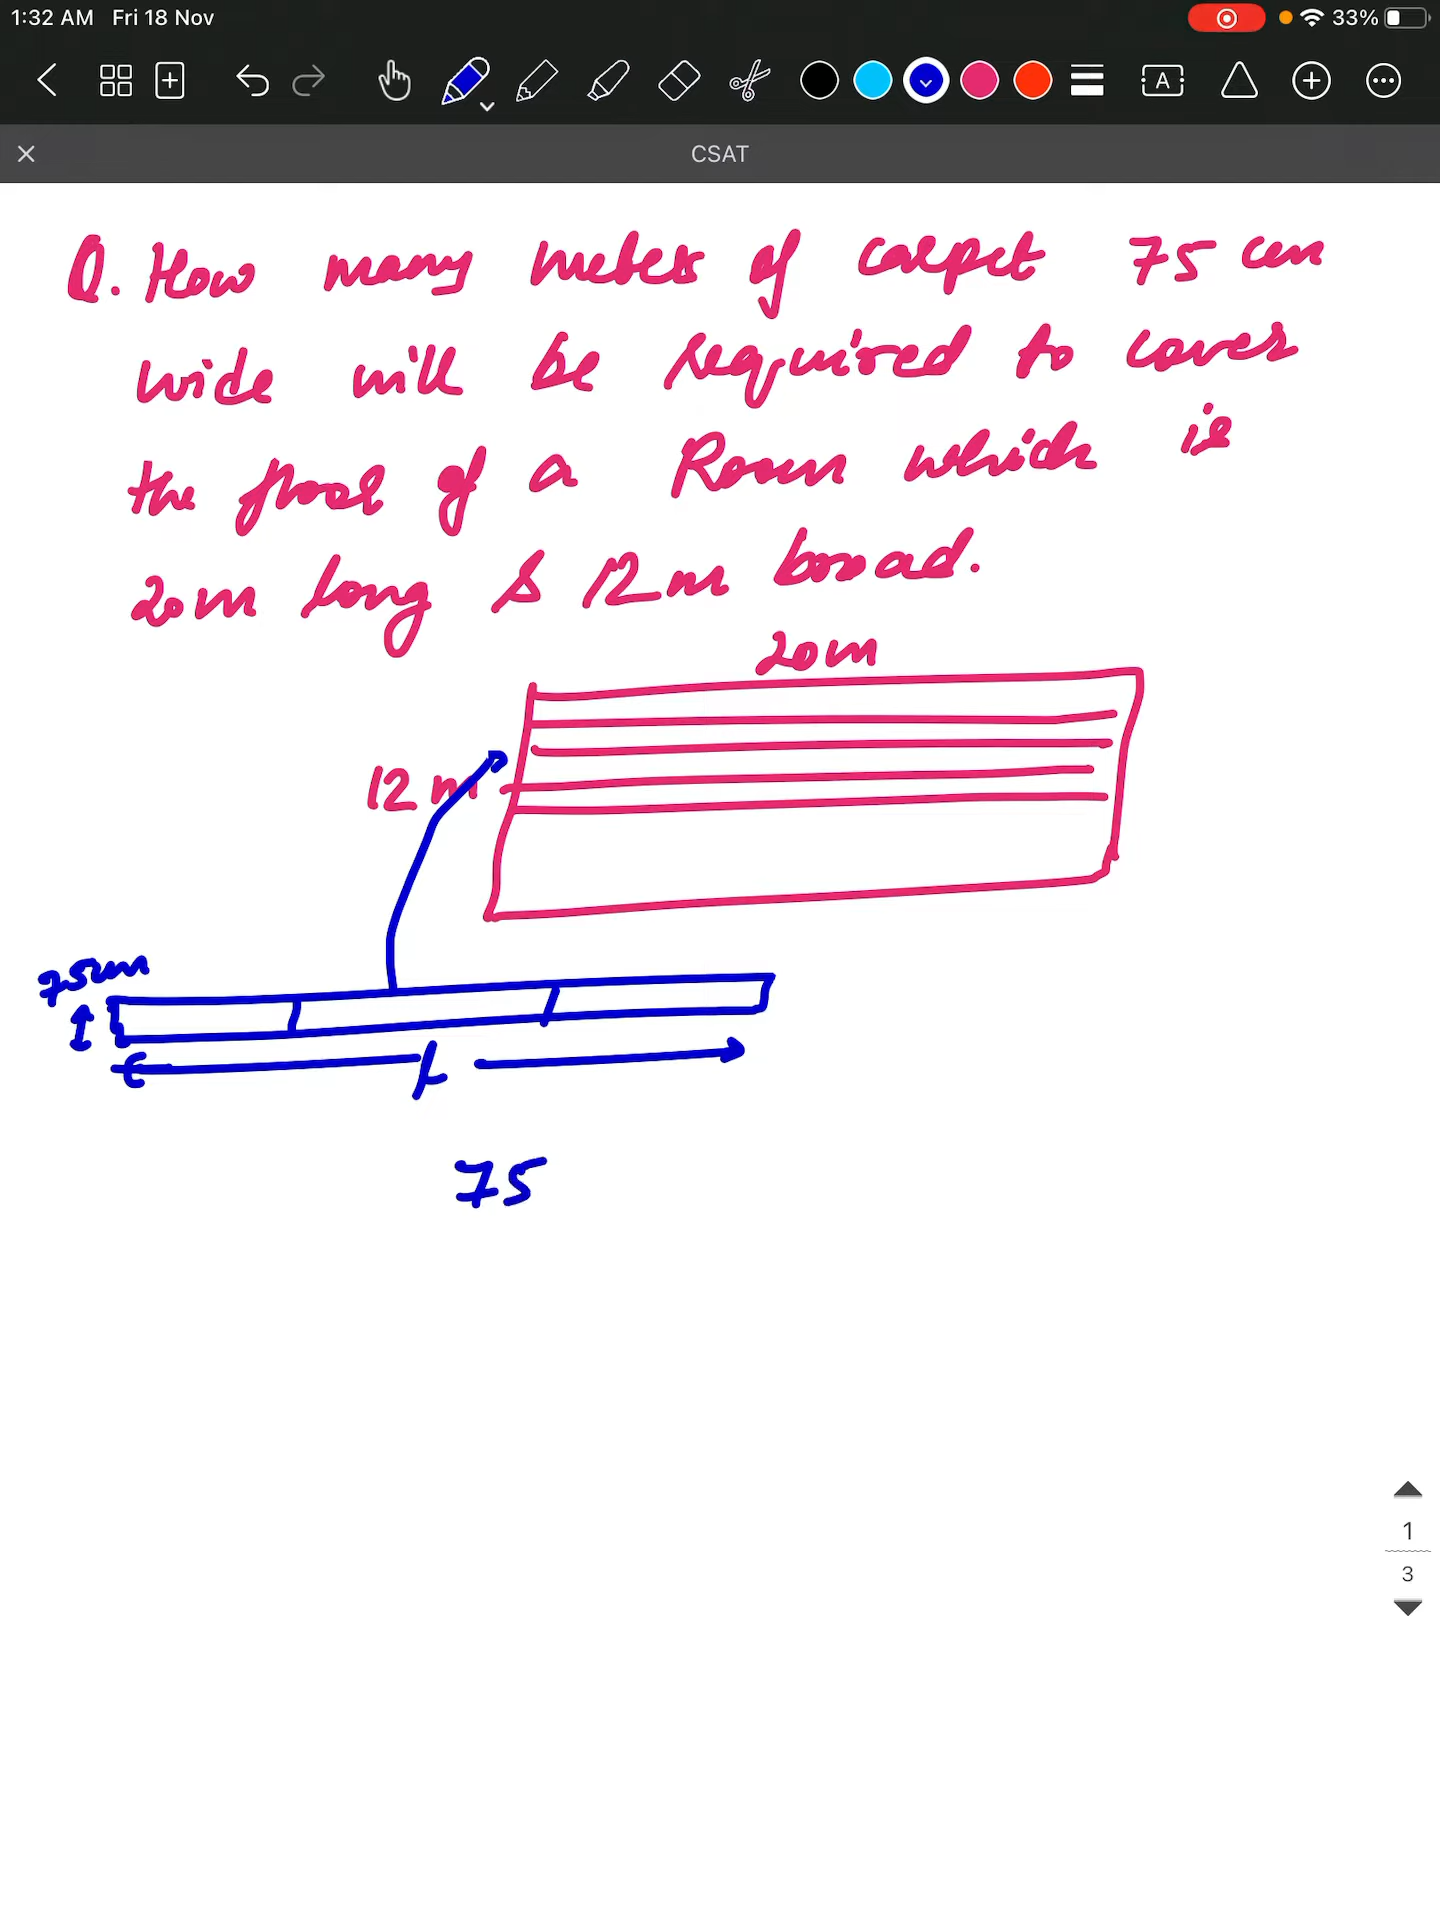 1:32 AM Fri 18 Nov
33%
A
CSAT
Q. How many meters of carpet 75 cm
wide will be required to cover
the floor of a Room which is
20m long & 12m broad.
20m
12 m
75cm
l
75
1
3